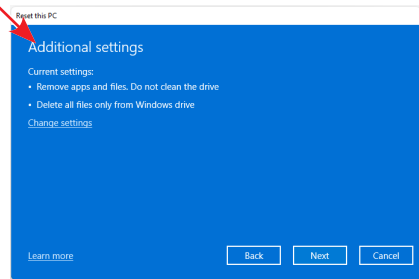 Reset this PC
Additional settings
Current settings:
• Remove apps and files. Do not clean the drive
• Delete all files only from Windows drive
Change settings
Learn more
Back
Next
Cancel